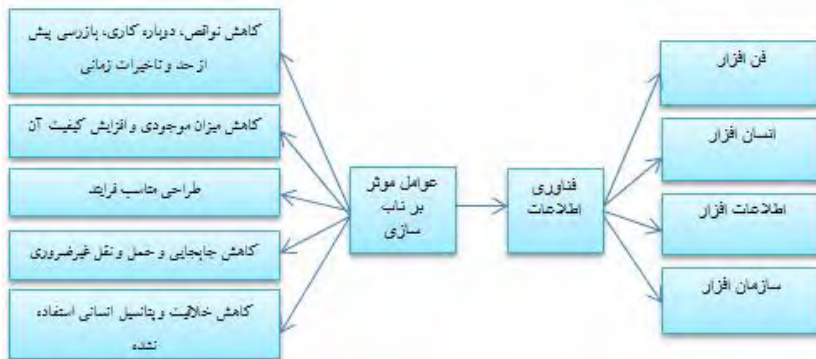 فن افزار
انسان افزار
اطلاعات افزار
سازمان افزار
فناوری
اطلاعات
عوامل موثر
بر ناب
سازی
کاهش نواقص، دوباره کاری، بازرسی پیش
از حد و تاخیرات زمانی
کاهش میزان موجودی و افزایش کیفیت آن
طراحی متاسب فرایند
کاهش جابجایی و حمل و نقل غیرضروری
کاهش خلاقیت و پتانسیل انسانی استفاده
نشده